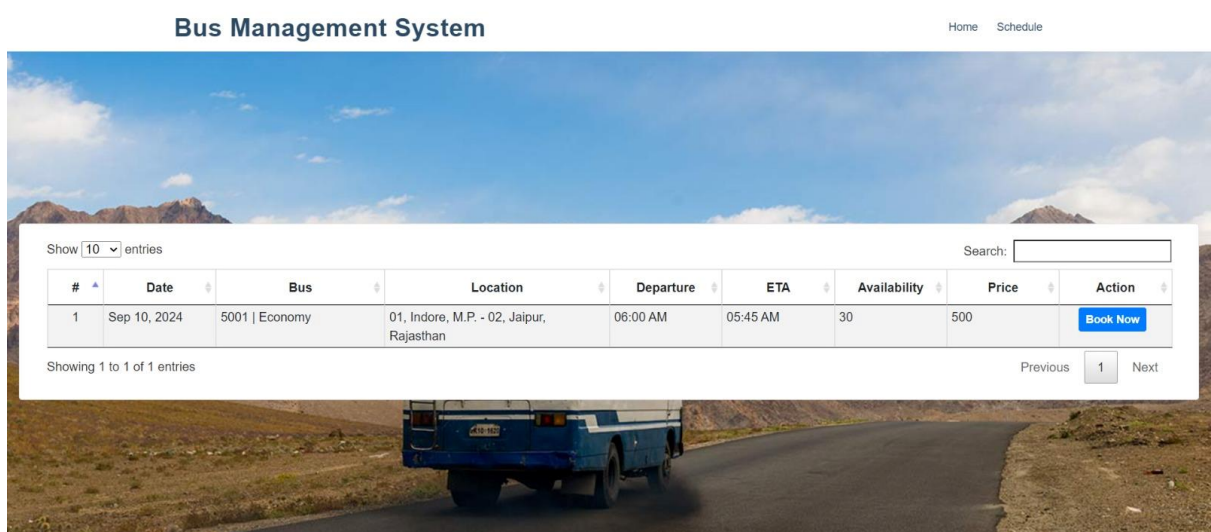 Bus Management System
Home Schedule
Show 10 entries
Search:
# Date Bus Location Departure ETA Availability Price Action
1 Sep 10, 2024 5001 | Economy 01, Indore, M.P. - 02, Jaipur, 06:00 AM 05:45 AM 30 500 Book Now
Rajasthan
Showing 1 to 1 of 1 entries
Previous 1 Next